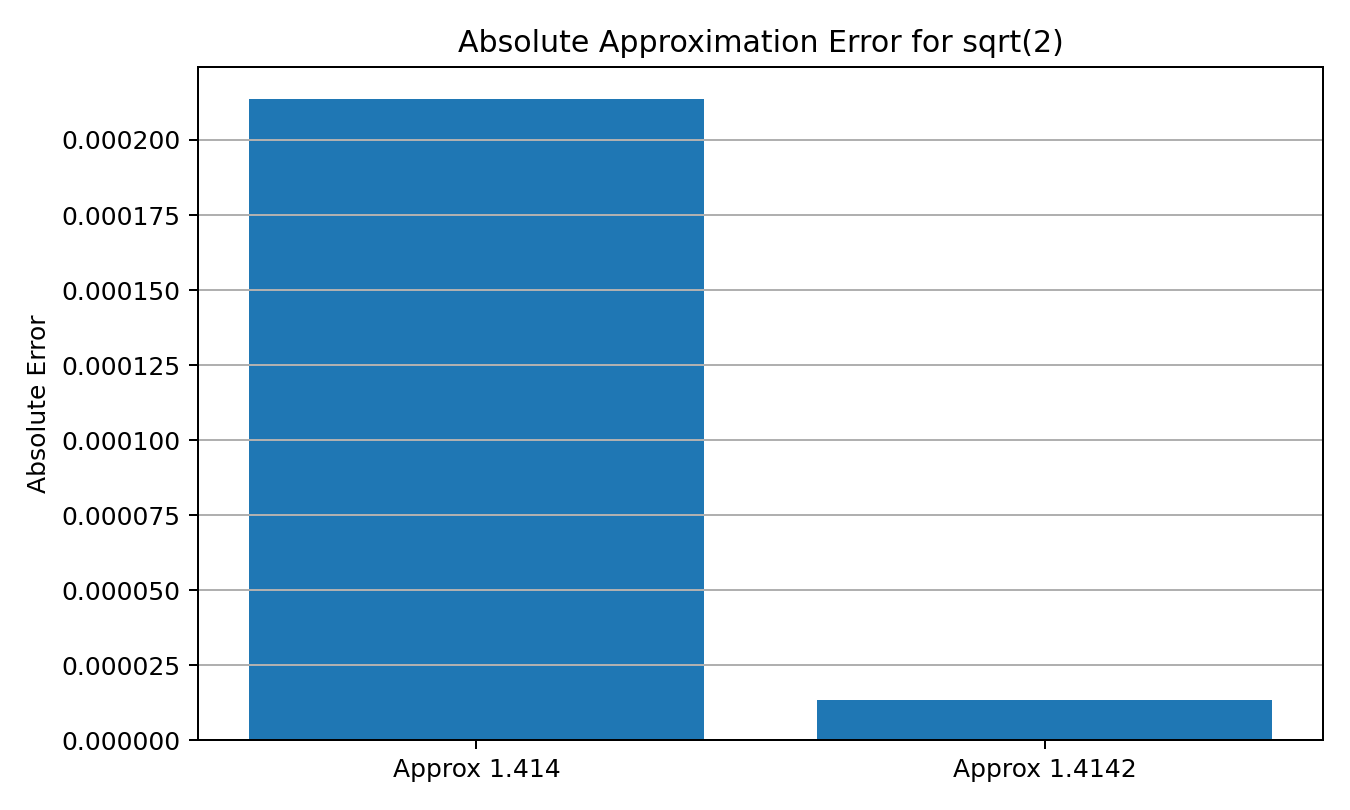 Absolute Approximation Error for sqrt(2)
Absolute Error
0.000200
0.000175
0.000150
0.000125
0.000100
0.000075
0.000050
0.000025
0.000000
Approx 1.414
Approx 1.4142